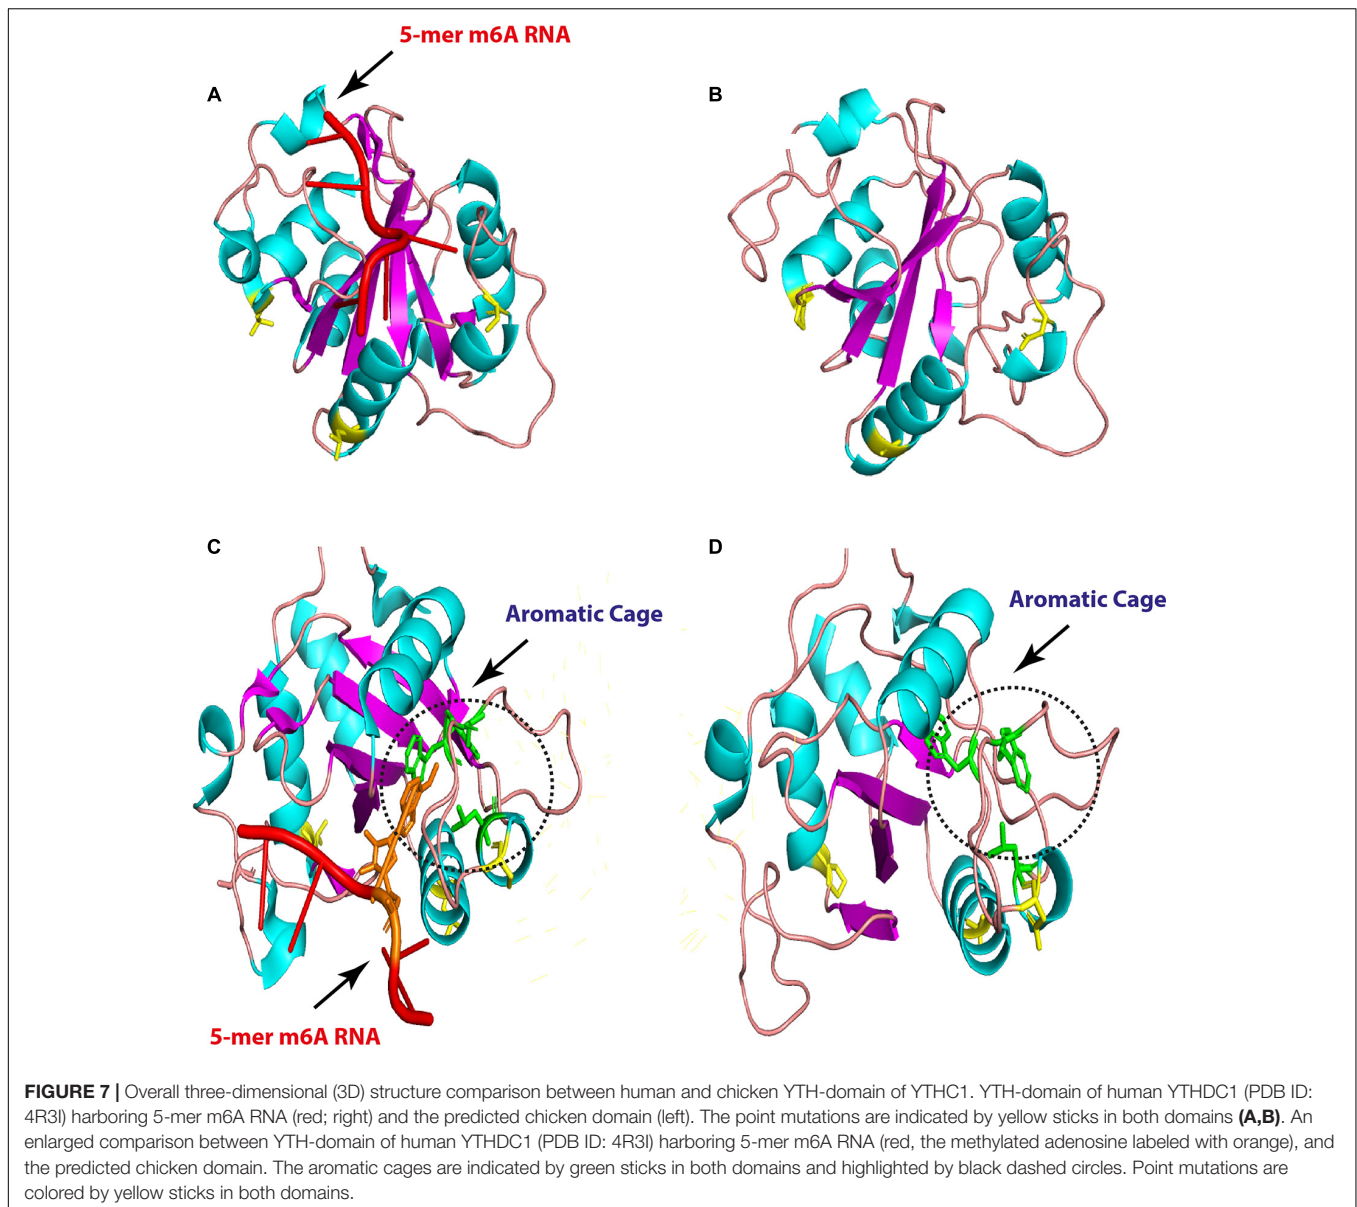 5-mer m6A RNA
A
B
C
D
Aromatic Cage
Aromatic Cage
5-mer m6A RNA
FIGURE 7 | Overall three-dimensional (3D) structure comparison between human and chicken YTH-domain of YTHC1. YTH-domain of human YTHDC1 (PDB ID:
4R3I) harboring 5-mer m6A RNA (red; right) and the predicted chicken domain (left). The point mutations are indicated by yellow sticks in both domains (A,B). An
enlarged comparison between YTH-domain of human YTHDC1 (PDB ID: 4R3I) harboring 5-mer m6A RNA (red, the methylated adenosine labeled with orange), and
the predicted chicken domain. The aromatic cages are indicated by green sticks in both domains and highlighted by black dashed circles. Point mutations are
colored by yellow sticks in both domains.